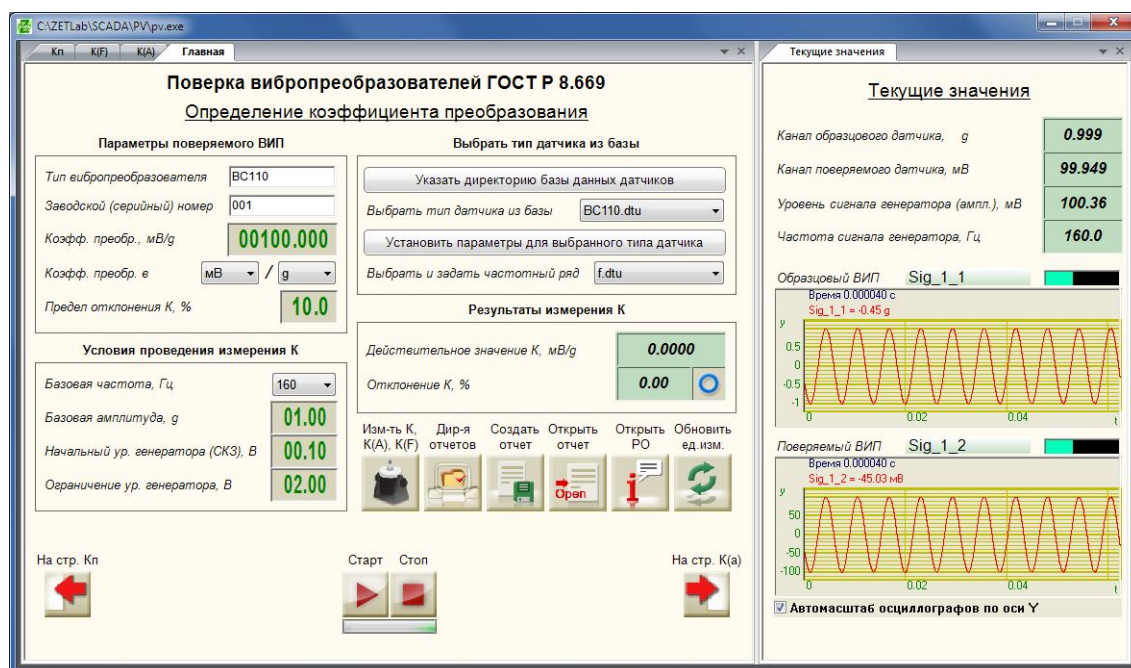 C:\ZETLab\SCADA\PV\pv.exe
Кп K(F) K(A) Главная
Поверка вибропреобразователей ГОСТ Р 8.669
Определение коэффициента преобразования
Параметры поверяемого ВИП
Тип вибропреобразователя BC110
Заводской (серийный) номер 001
Коэфф. преобр., мВ/g 00100.000
Коэфф. преобр. в мВ / g
Предел отклонения К, % 10.0
Условия проведения измерения К
Базовая частота, Гц 160
Базовая амплитуда, g 01.00
Начальный ур. генератора (СКЗ), В 00.10
Ограничение ур. генератора, В 02.00
Выбрать тип датчика из базы
Указать директорию базы данных датчиков
Выбрать тип датчика из базы BC110.dtu
Установить параметры для выбранного типа датчика
Выбрать и задать частотный ряд f.dtu
Результаты измерения К
Действительное значение К, мВ/g 0.0000
Отклонение К, % 0.00
Изм-ть К, K(A), K(F)
Дир-я отчетов
Создать отчет
Открыть отчет
Открыть РО
Обновить ед.изм.
Open
На стр. Кп
Старт Стоп
На стр. К(а)
Текущие значения
Текущие значения
Канал образцового датчика, g 0.999
Канал поверяемого датчика, мВ 99.949
Уровень сигнала генератора (ампл.), мВ 100.36
Частота сигнала генератора, Гц 160.0
Образцовый ВИП Sig_1_1
Время 0.000040 с
Sig_1_1 = -0.45 g
y
0.5
0
-0.5
-1
0 0.02 0.04 t
Поверяемый ВИП Sig_1_2
Время 0.000040 с
Sig_1_2 = -45.03 мВ
y
50
0
-50
-100
0 0.02 0.04 t
Автомасштаб осциллографов по оси Y